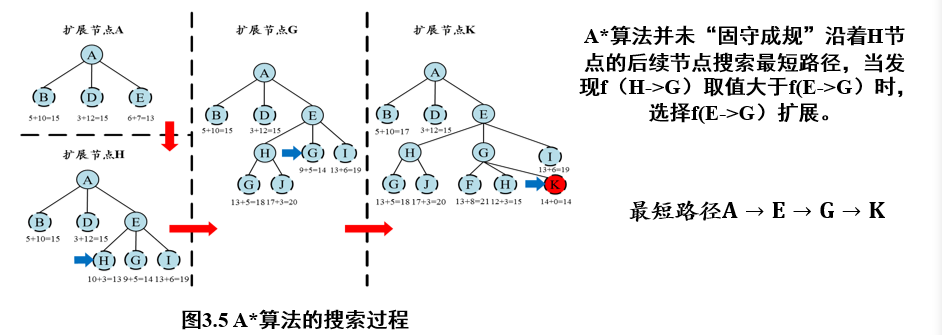 扩展节点A
A
B
D
E
5+10=15
3+12=15
6+7=13
扩展节点H
A
B
D
E
5+10=15
3+12=15
H
G
I
10+3=13
9+5=14
13+6=19
扩展节点G
A
B
D
E
5+10=15
3+12=15
H
G
I
9+5=14
13+6=19
G
J
13+5=18
17+3=20
扩展节点K
A
B
D
E
5+10=17
3+12=15
H
G
I
13+6=19
G
J
F
H
K
13+5=18
17+3=20
13+8=21
12+3=15
14+0=14
A*算法并未“固守成规”沿着H节
点的后续节点搜索最短路径，当发
现f（H->G）取值大于f(E->G）时，
选择f(E->G）扩展。
最短路径A → E → G → K
图3.5 A*算法的搜索过程